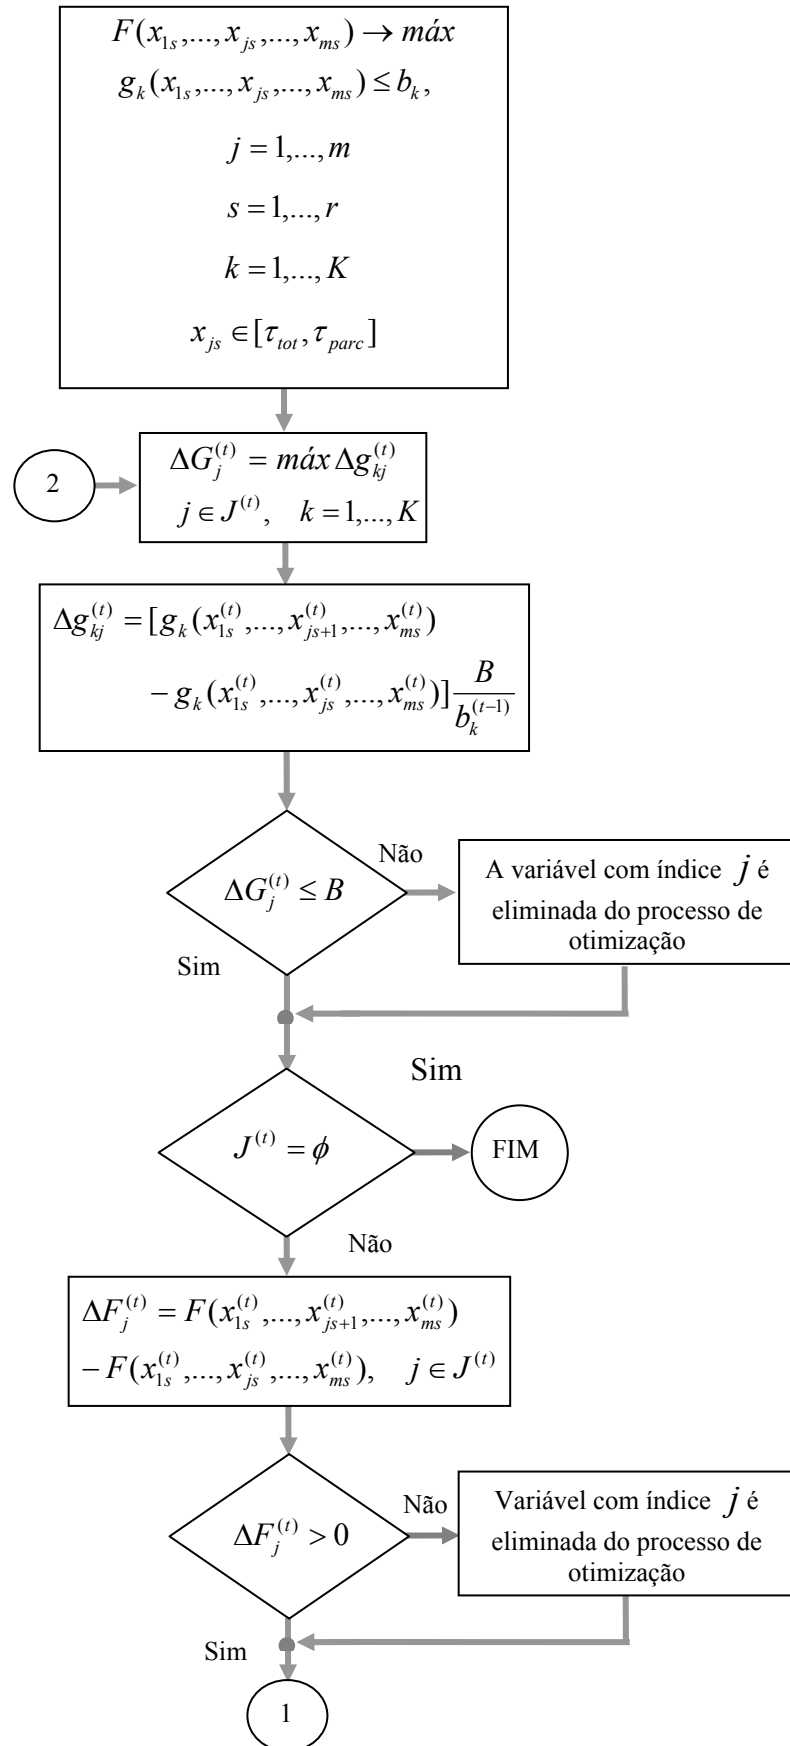 F(x_{1s},...,x_{js},...,x_{ms}) → máx
g_k(x_{1s},...,x_{js},...,x_{ms}) ≤ b_k,
j = 1,...,m
s = 1,...,r
k = 1,...,K
x_{js} ∈ [τ_{tot}, τ_{parc}]
2
ΔG_j^{(t)} = máx Δg_{kj}^{(t)}
j ∈ J^{(t)}, k = 1,...,K
Δg_{kj}^{(t)} = [g_k(x_{1s}^{(t)},...,x_{js+1}^{(t)},...,x_{ms}^{(t)})
− g_k(x_{1s}^{(t)},...,x_{js}^{(t)},...,x_{ms}^{(t)})] \frac{B}{b_k^{(t−1)}}
ΔG_j^{(t)} ≤ B
Não
A variável com índice j é
eliminada do processo de
otimização
Sim
Sim
J^{(t)} = ϕ
FIM
Não
ΔF_j^{(t)} = F(x_{1s}^{(t)},...,x_{js+1}^{(t)},...,x_{ms}^{(t)})
− F(x_{1s}^{(t)},...,x_{js}^{(t)},...,x_{ms}^{(t)}), j ∈ J^{(t)}
ΔF_j^{(t)} > 0
Não
Variável com índice j é
eliminada do processo de
otimização
Sim
1